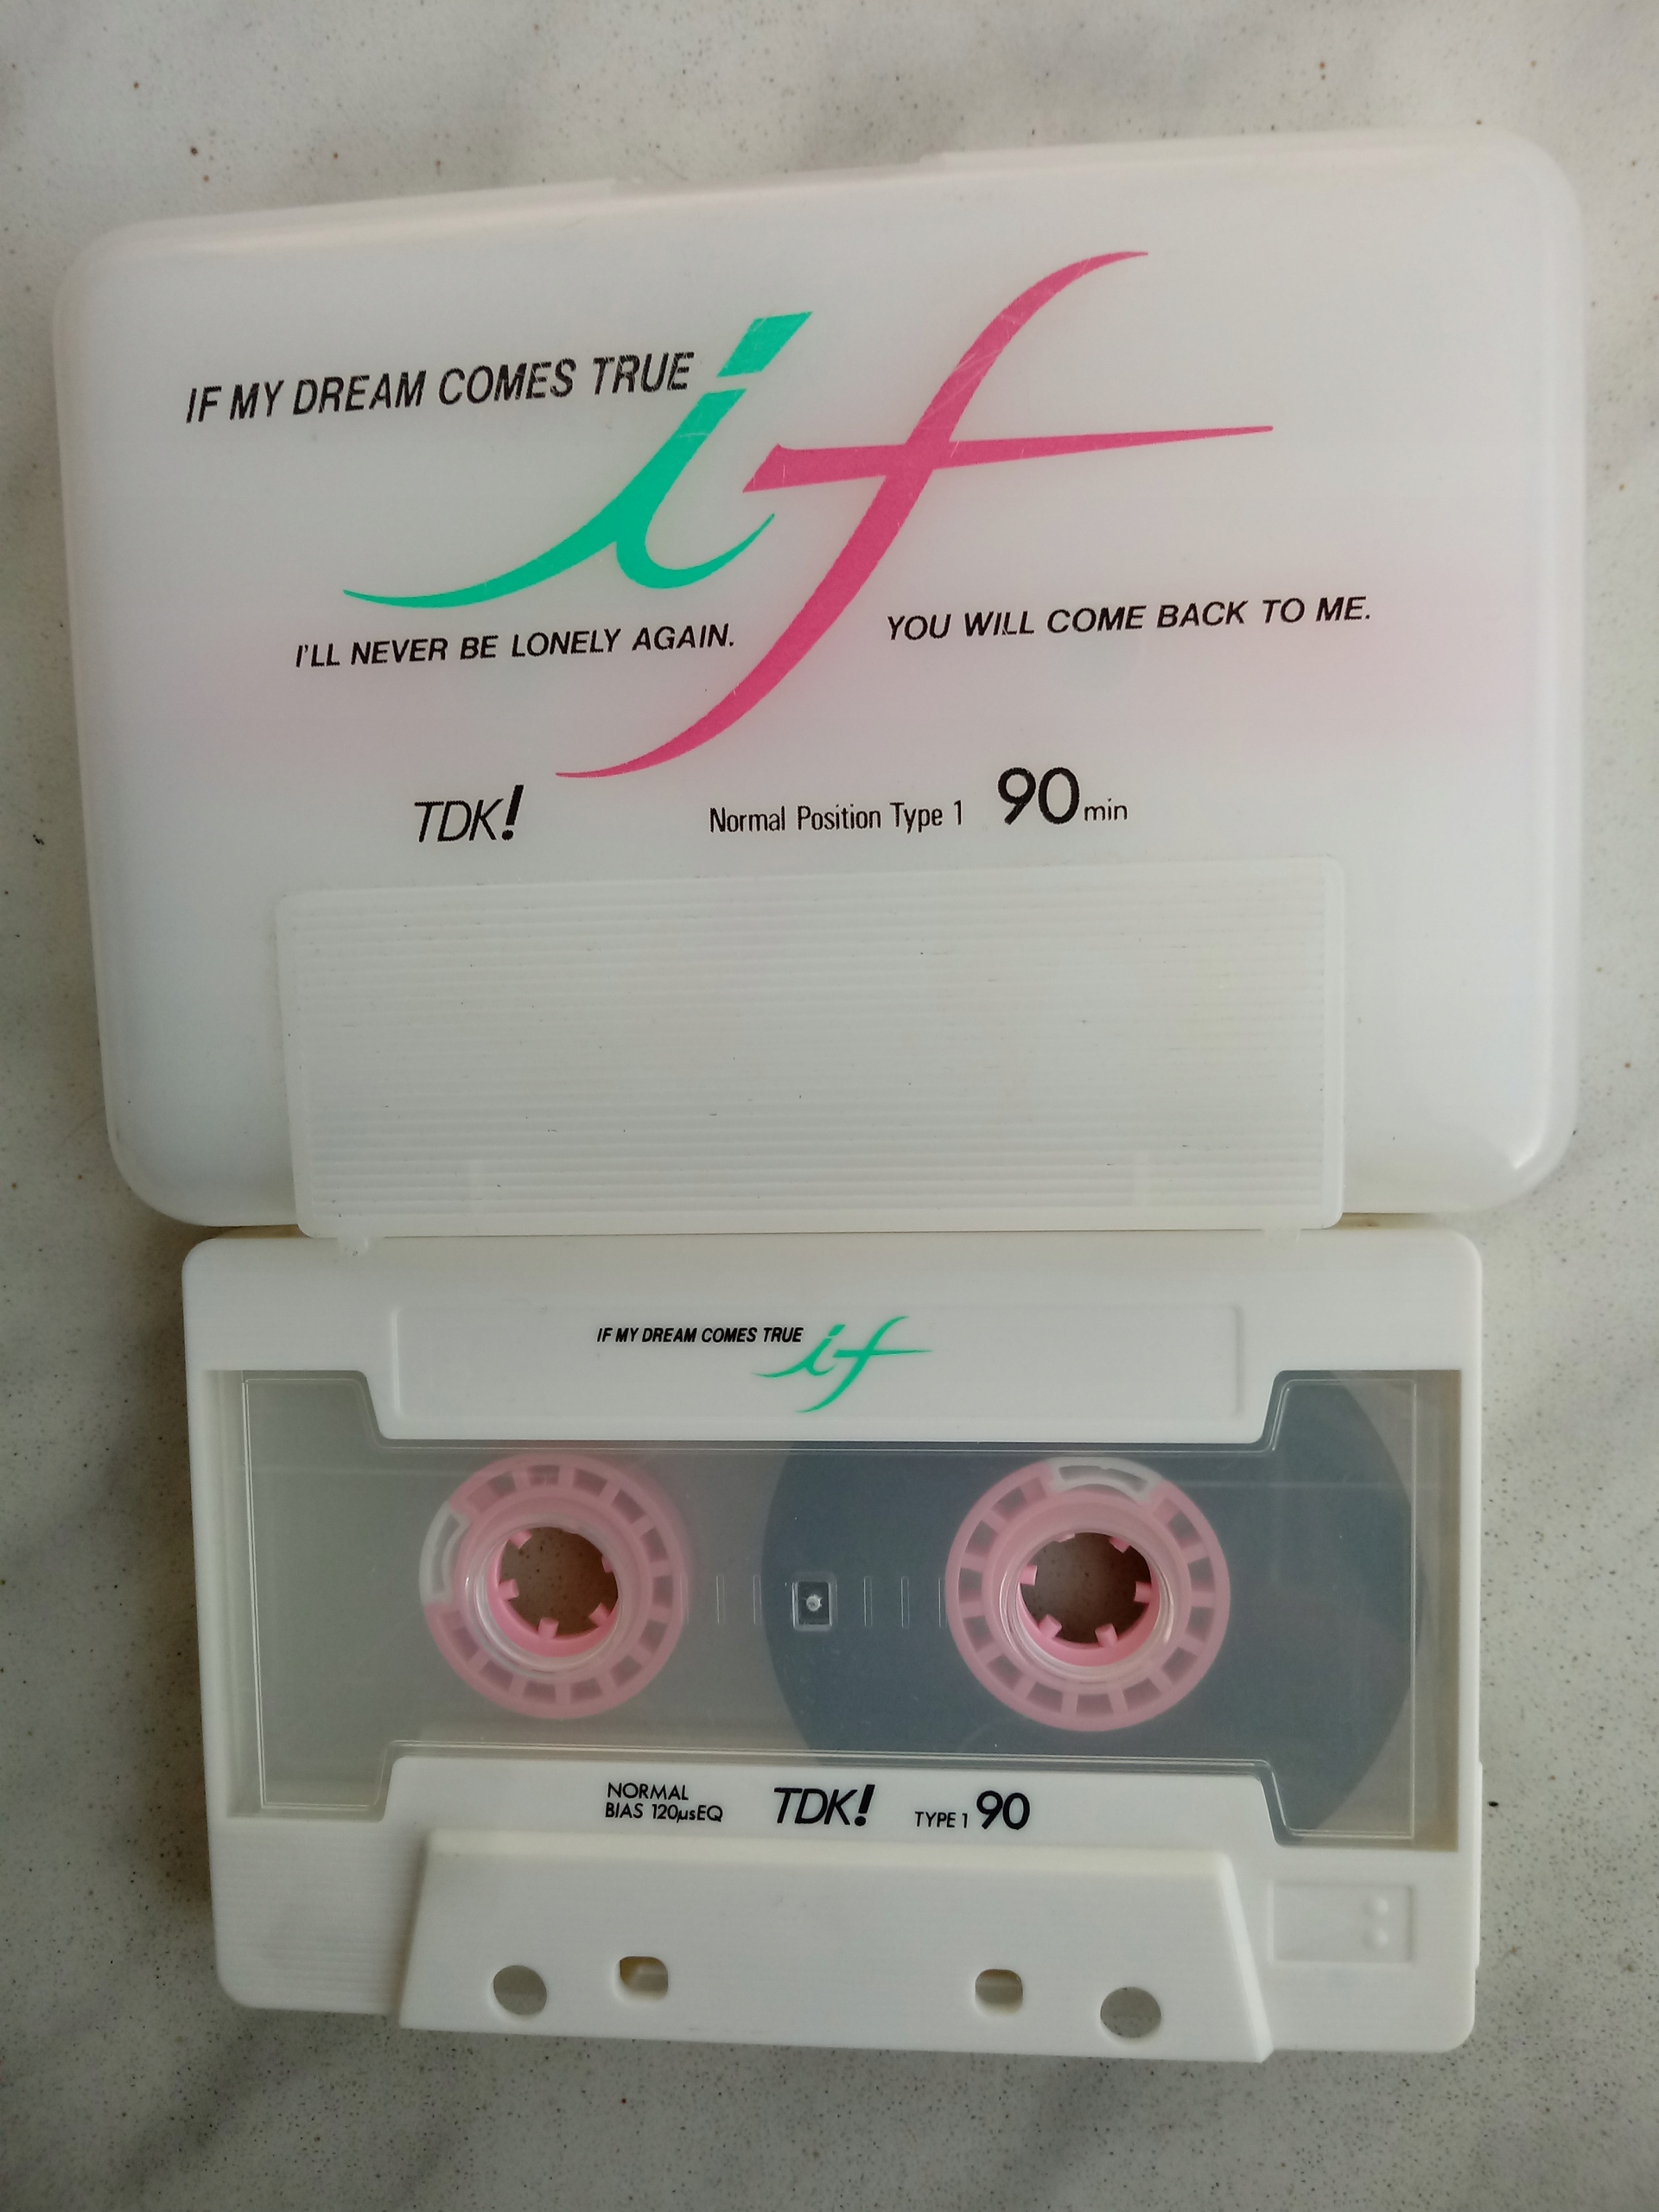 IF MY DREAM COMES TRUE
if
I'LL NEVER BE LONELY AGAIN. YOU WILL COME BACK TO ME.
TDK! Normal Position Type 1 90min
IF MY DREAM COMES TRUE if
NORMAL
BIAS 120µsEQ TDK! TYPE 1 90